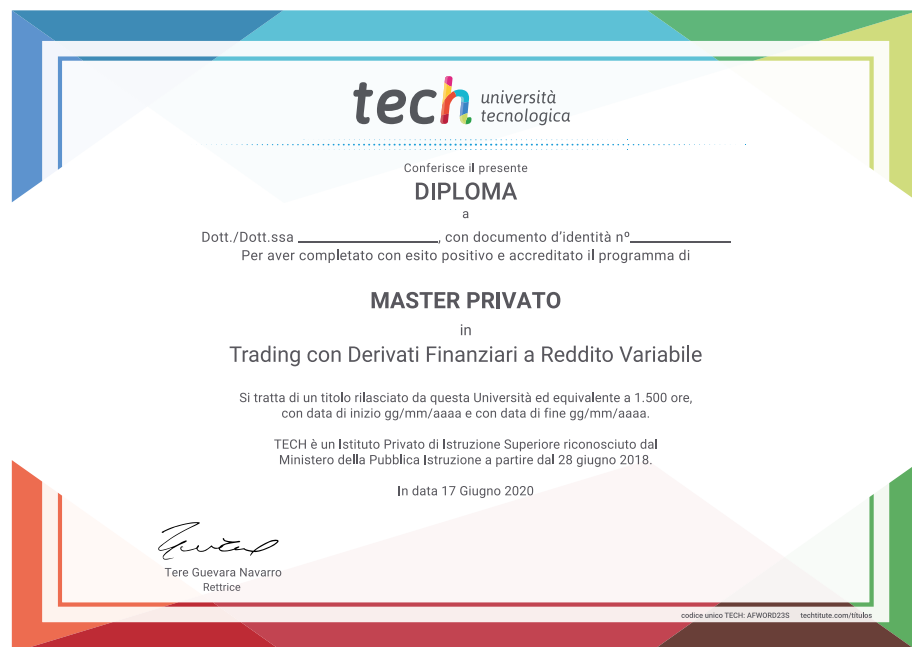 tech università
tecnologica
Conferisce il presente
DIPLOMA
a
Dott./Dott.ssa ____________, con documento d'identità nº____________
Per aver completato con esito positivo e accreditato il programma di
MASTER PRIVATO
in
Trading con Derivati Finanziari a Reddito Variabile
Si tratta di un titolo rilasciato da questa Università ed equivalente a 1.500 ore,
con data di inizio gg/mm/aaaa e con data di fine gg/mm/aaaa.
TECH è un Istituto Privato di Istruzione Superiore riconosciuto dal
Ministero della Pubblica Istruzione a partire dal 28 giugno 2018.
In data 17 Giugno 2020
Tere Guevara Navarro
Rettrice
codice unico TECH: AFWORD23S techtitute.com/títulos